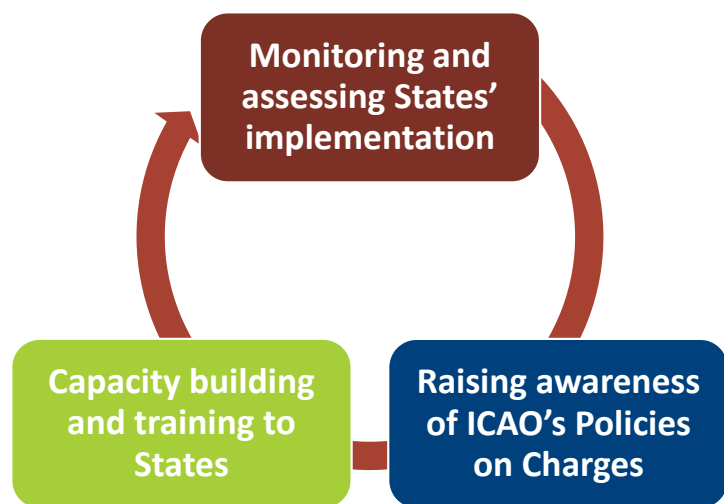 Monitoring and
assessing States’
implementation
Capacity building
and training to
States
Raising awareness
of ICAO’s Policies
on Charges